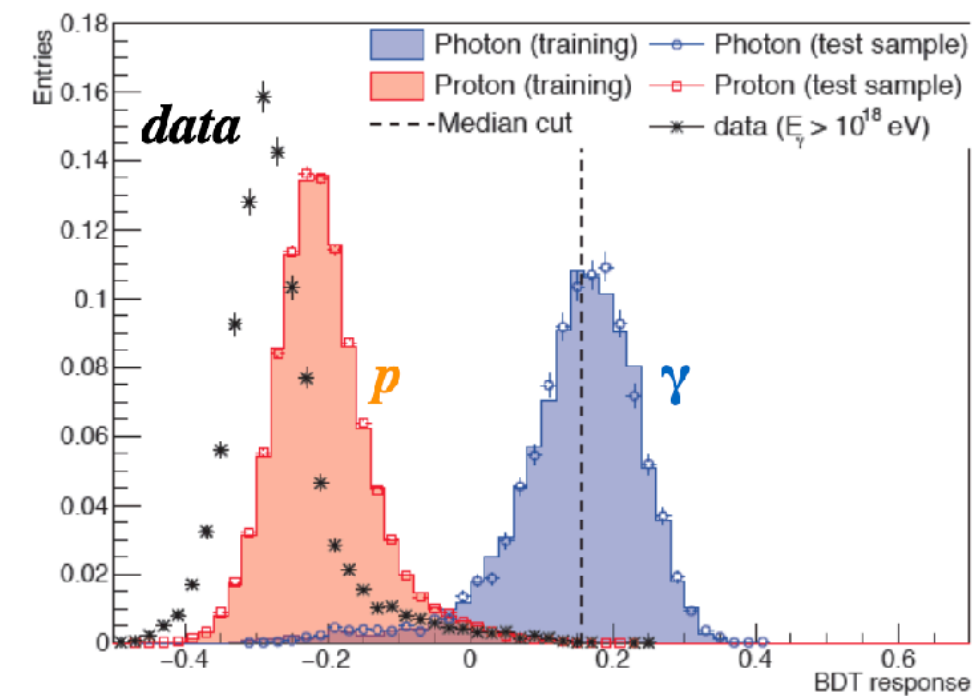 Entries
0.18
0.16
0.14
0.12
0.1
0.08
0.06
0.04
0.02
0
Photon (training)
Photon (test sample)
Proton (training)
Proton (test sample)
Median cut
data (Eγ > 10¹⁸ eV)
data
p
γ
−0.4
−0.2
0
0.2
0.4
0.6
BDT response